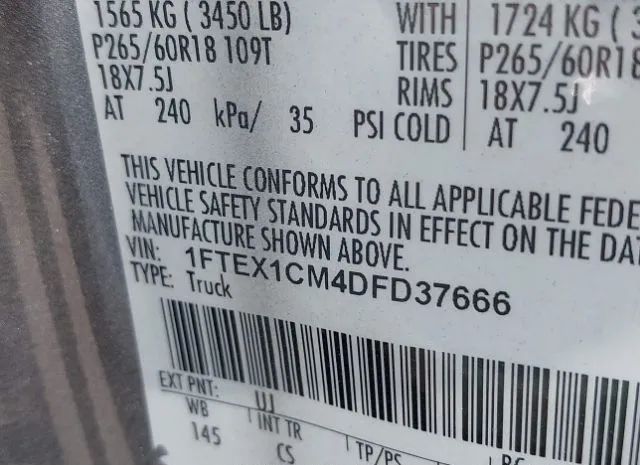 1565 KG ( 3450 LB) WITH 1724 KG (
P265/60R18 109T TIRES P265/60R18
18X7.5J RIMS 18X7.5J
AT 240 kPa/ 35 PSI COLD AT 240
THIS VEHICLE CONFORMS TO ALL APPLICABLE FEDE
VEHICLE SAFETY STANDARDS IN EFFECT ON THE DA
MANUFACTURE SHOWN ABOVE.
VIN: 1FTEX1CM4DFD37666
TYPE: Truck
EXT PNT: UJ
WB INT TR TP/PS
145 CS